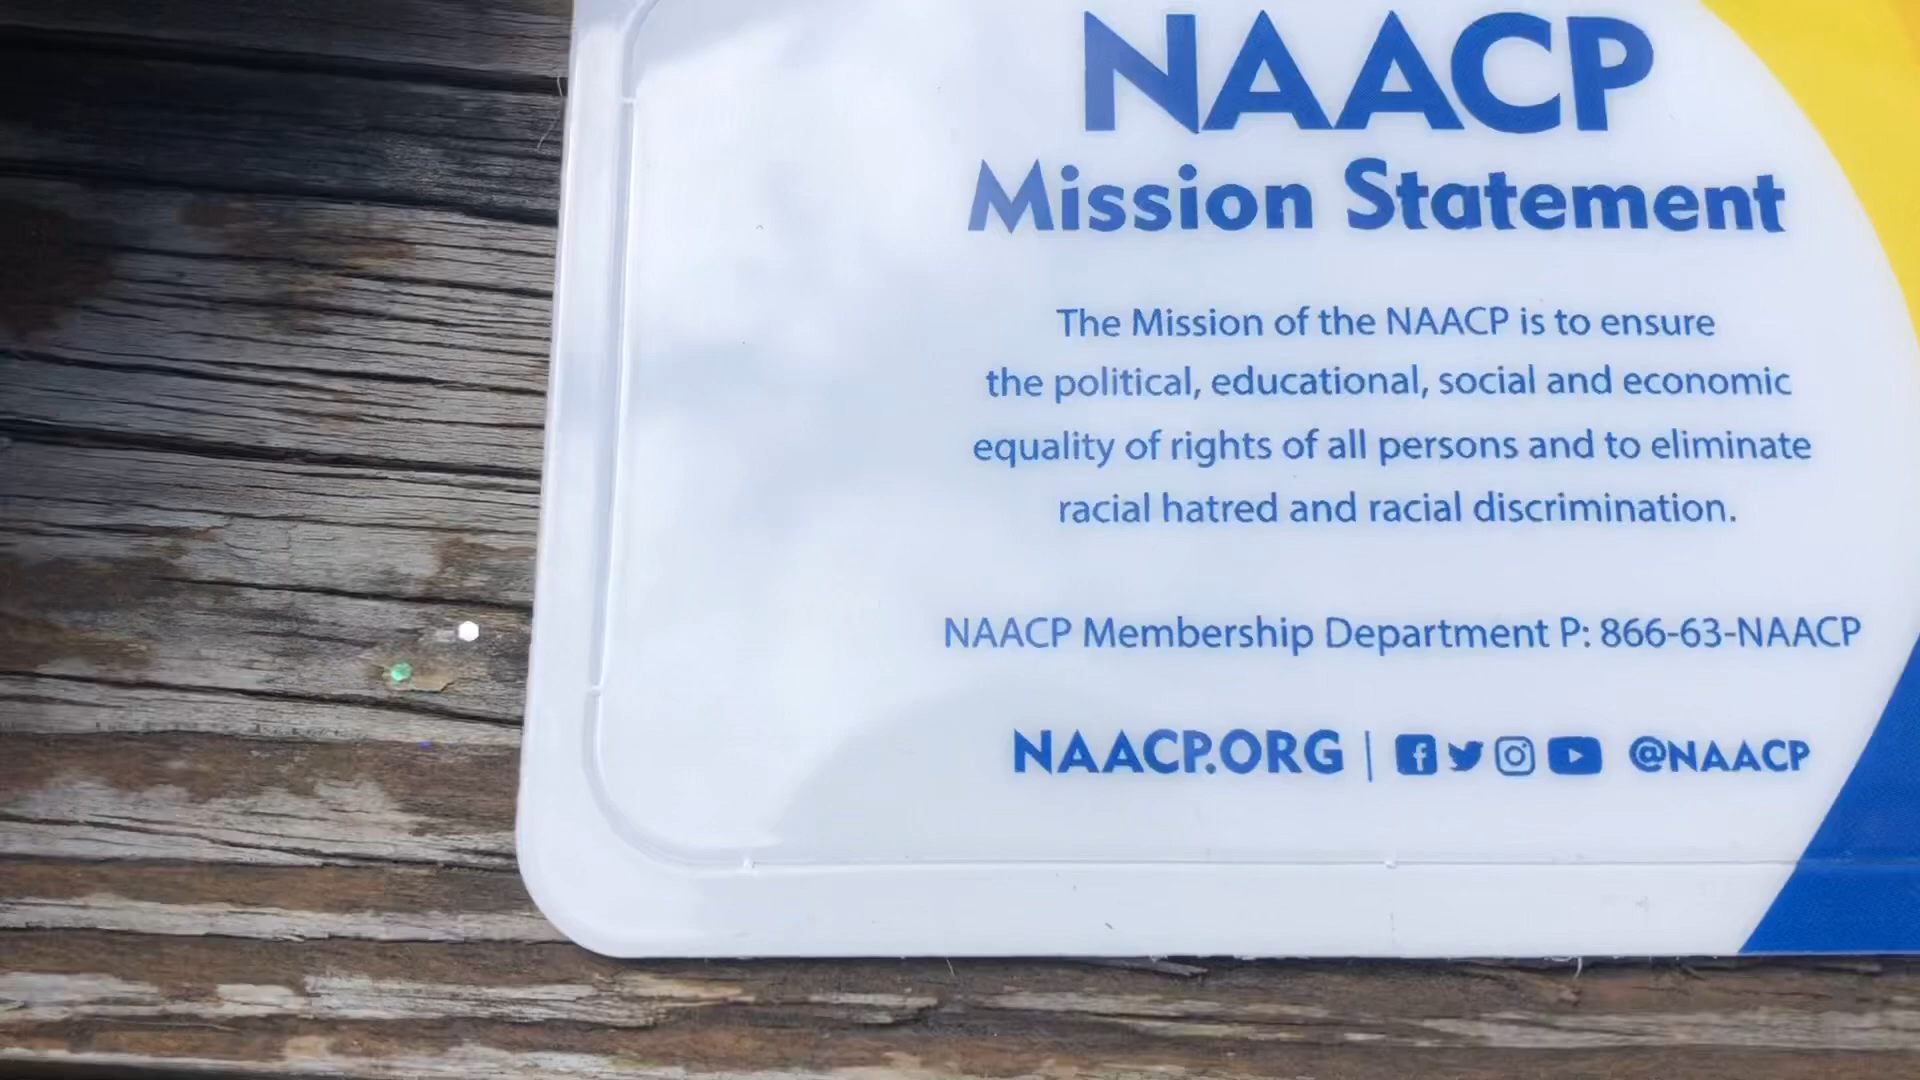 NAACP
Mission Statement
The Mission of the NAACP is to ensure
the political, educational, social and economic
equality of rights of all persons and to eliminate
racial hatred and racial discrimination.
NAACP Membership Department P: 866-63-NAACP
NAACP.ORG | @NAACP